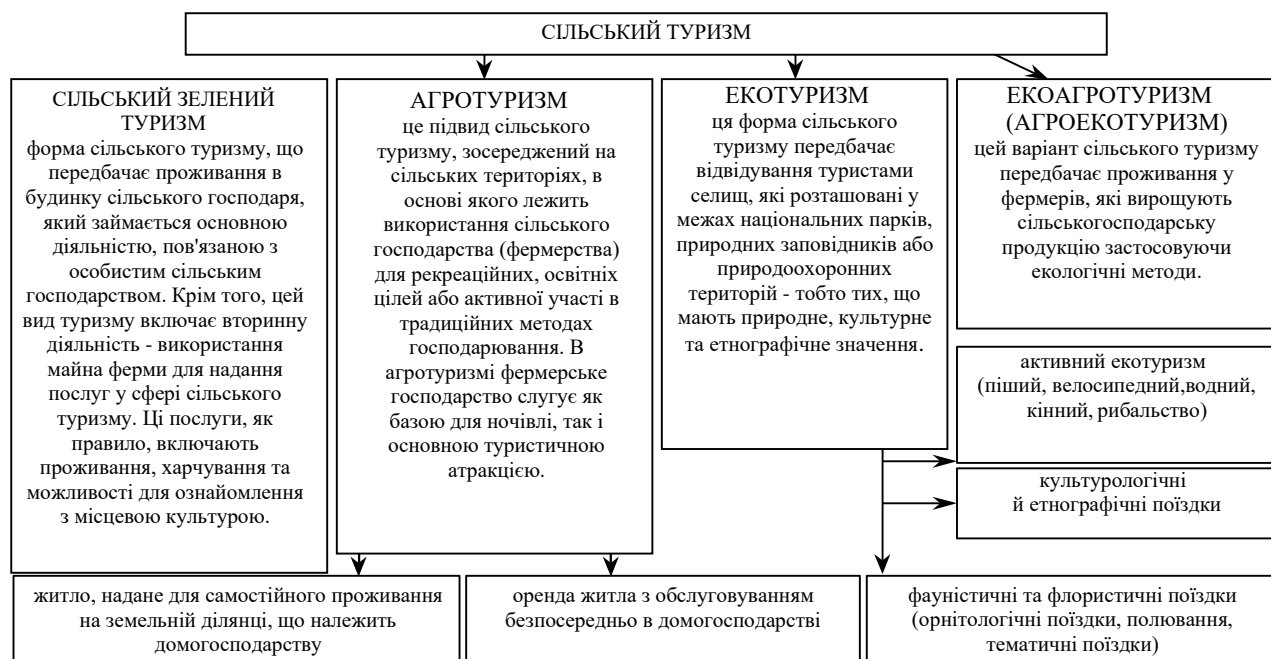 СІЛЬСЬКИЙ ТУРИЗМ
СІЛЬСЬКИЙ ЗЕЛЕНИЙ
ТУРИЗМ
форма сільського туризму, що
передбачає проживання в
будинку сільського господаря,
який займається основною
діяльністю, пов'язаною з
особистим сільським
господарством. Крім того, цей
вид туризму включає вторинну
діяльність - використання
майна ферми для надання
послуг у сфері сільського
туризму. Ці послуги, як
правило, включають
проживання, харчування та
можливості для ознайомлення
з місцевою культурою.
АГРОТУРИЗМ
це підвид сільського
туризму, зосереджений на
сільських територіях, в
основі якого лежить
використання сільського
господарства (фермерства)
для рекреаційних, освітніх
цілей або активної участі в
традиційних методах
господарювання. В
агротуризмі фермерське
господарство слугує як
базою для ночівлі, так і
основною туристичною
атракцією.
ЕКОТУРИЗМ
ця форма сільського
туризму передбачає
відвідування туристами
селищ, які розташовані у
межах національних парків,
природних заповідників або
природоохоронних
територій - тобто тих, що
мають природне, культурне
та етнографічне значення.
ЕКОАГРОТУРИЗМ
(АГРОЕКОТУРИЗМ)
цей варіант сільського туризму
передбачає проживання у
фермерів, які вирощують
сільськогосподарську
продукцію застосовуючи
екологічні методи.
активний екотуризм
(піший, велосипедний,водний,
кінний, рибальство)
культурологічні
й етнографічні поїздки
житло, надане для самостійного проживання
на земельній ділянці, що належить
домогосподарству
оренда житла з обслуговуванням
безпосередньо в домогосподарстві
фауністичні та флористичні поїздки
(орнітологічні поїздки, полювання,
тематичні поїздки)